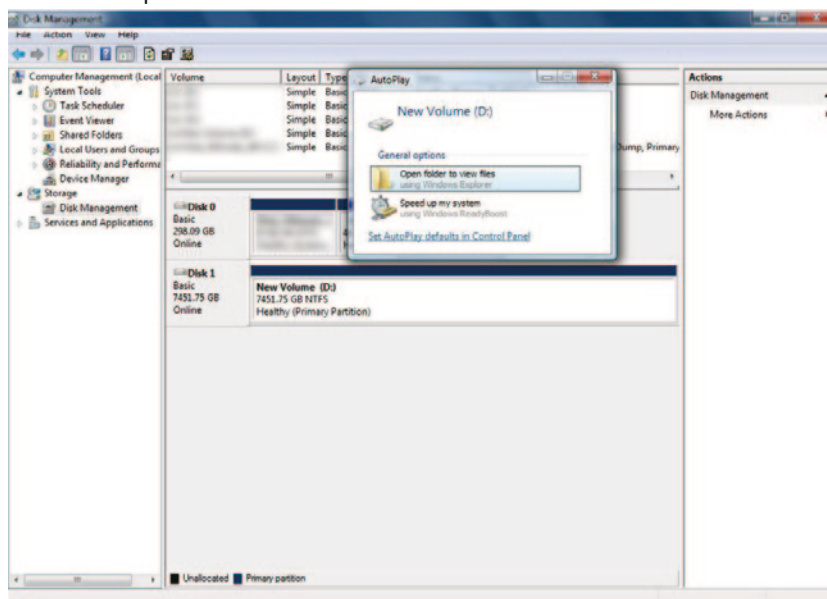 Disk Management
File Action View Help
Computer Management (Local
System Tools
Task Scheduler
Event Viewer
Shared Folders
Local Users and Groups
Reliability and Performa
Device Manager
Storage
Disk Management
Services and Applications
Volume Layout Type
Simple Basic
Simple Basic
Simple Basic
Simple Basic
Simple Basic
Dump, Primary
AutoPlay
New Volume (D:)
General options
Open folder to view files
using Windows Explorer
Speed up my system
using Windows ReadyBoost
Set AutoPlay defaults in Control Panel
Disk 0
Basic
298.09 GB
Online
Disk 1
Basic
7451.75 GB
Online
New Volume (D:)
7451.75 GB NTFS
Healthy (Primary Partition)
Unallocated Primary partition
Actions
Disk Management
More Actions